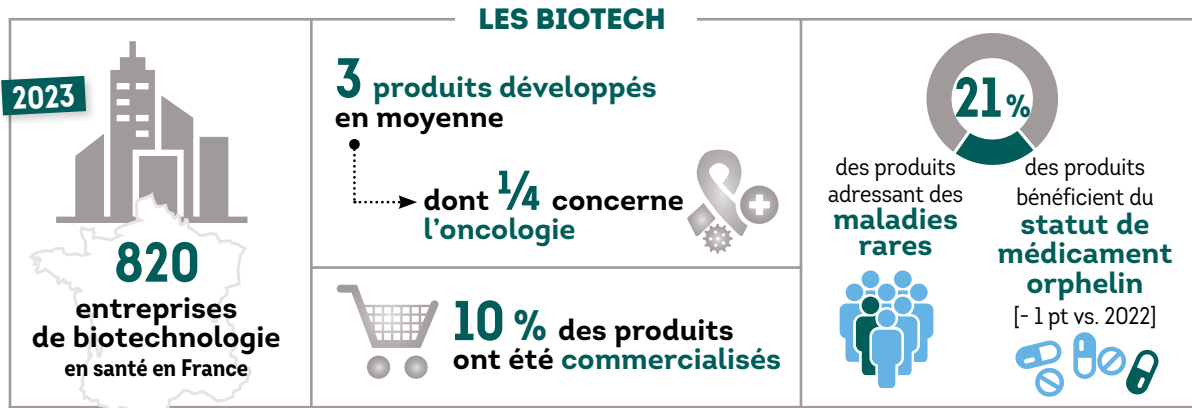 LES BIOTECH
2023
820
entreprises
de biotechnologie
en santé en France
3 produits développés
en moyenne
dont 1/4 concerne
l'oncologie
10 % des produits
ont été commercialisés
21 %
des produits
adressant des
maladies
rares
des produits
bénéficient du
statut de
médicament
orphelin
[- 1 pt vs. 2022]